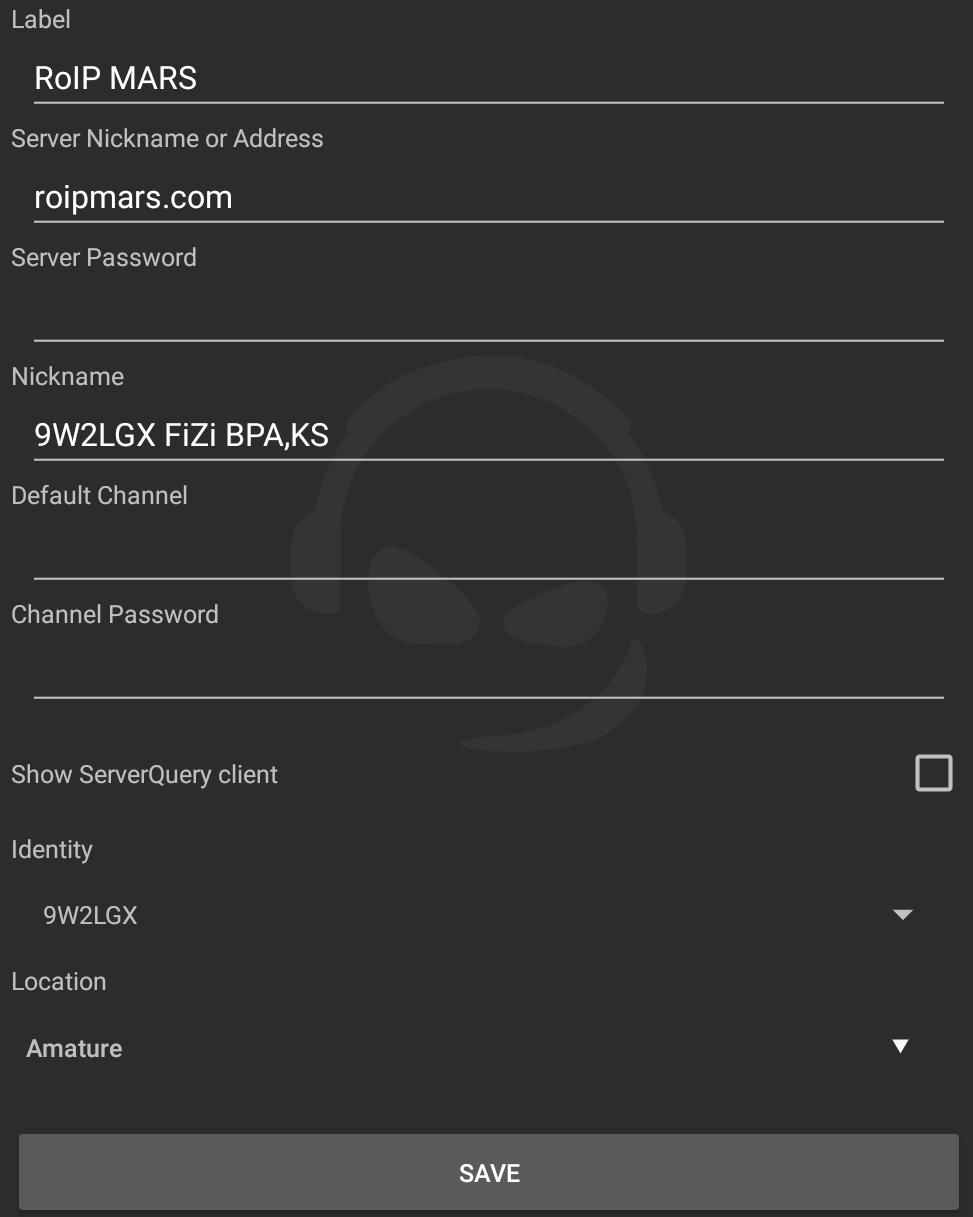 Label
RoIP MARS
Server Nickname or Address
roipmars.com
Server Password
Nickname
9W2LGX FiZi BPA,KS
Default Channel
Channel Password
Show ServerQuery client
Identity
9W2LGX
Location
Amature
SAVE